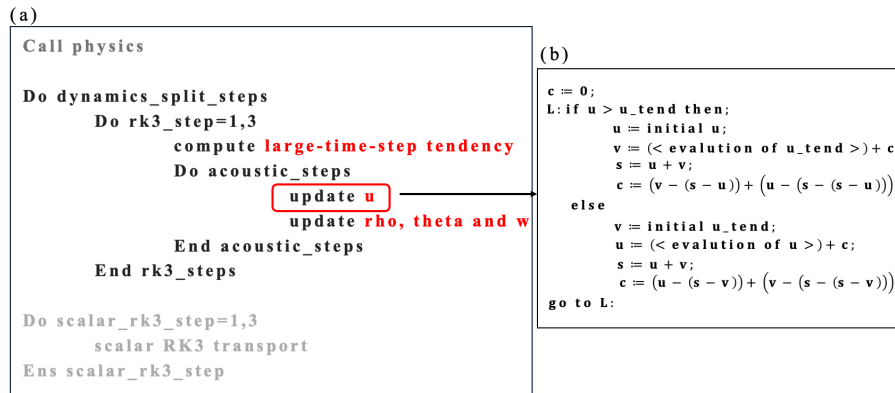 (a)
Call physics
Do dynamics_split_steps
Do rk3_step=1,3
compute large-time-step tendency
Do acoustic_steps
update u
update rho, theta and w
End acoustic_steps
End rk3_steps
Do scalar_rk3_step=1,3
scalar RK3 transport
Ens scalar_rk3_step
(b)
c := 0;
L: if u > u_tend then;
u := initial u;
v := (< evalution of u_tend >) + c
s := u + v;
c := (v − (s − u)) + (u − (s − (s − u)))
else
v := initial u_tend;
u := (< evalution of u >) + c;
s := u + v;
c := (u − (s − v)) + (v − (s − (s − v)))
go to L: